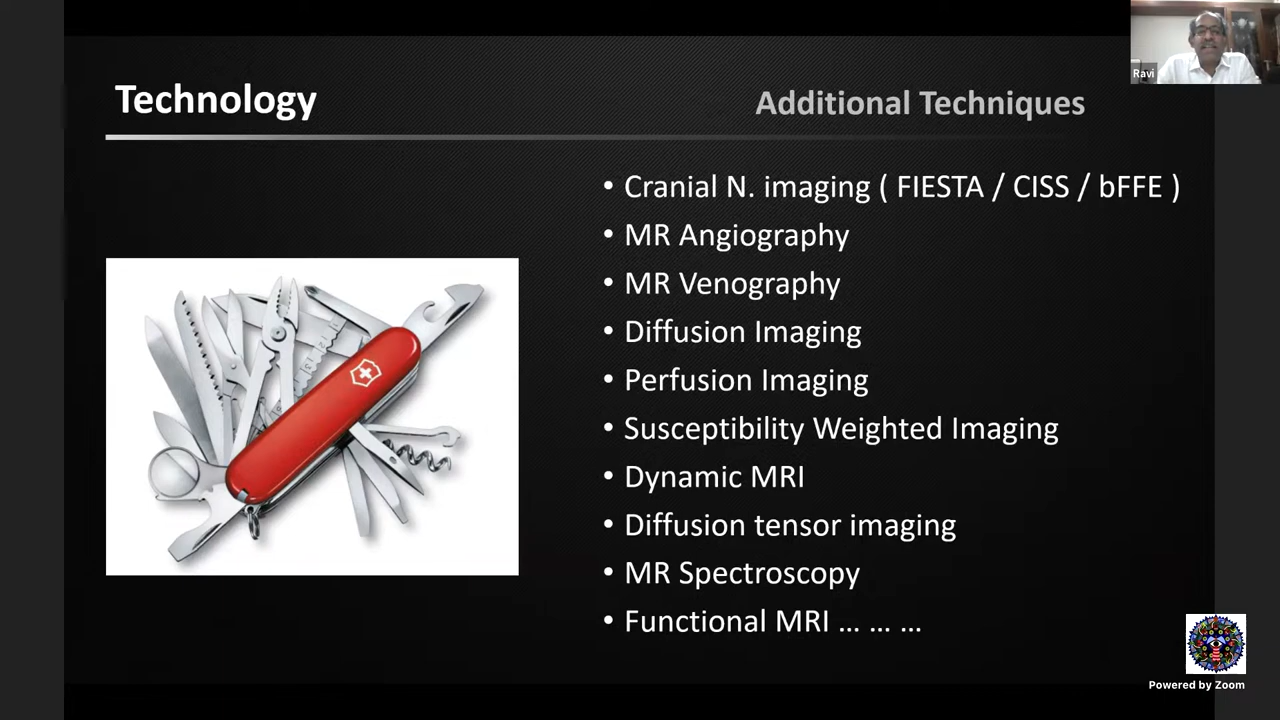 Ravi
Technology
Additional Techniques
• Cranial N. imaging ( FIESTA / CISS / bFFE )
• MR Angiography
• MR Venography
• Diffusion Imaging
• Perfusion Imaging
• Susceptibility Weighted Imaging
• Dynamic MRI
• Diffusion tensor imaging
• MR Spectroscopy
• Functional MRI ... ... ...
Powered by Zoom